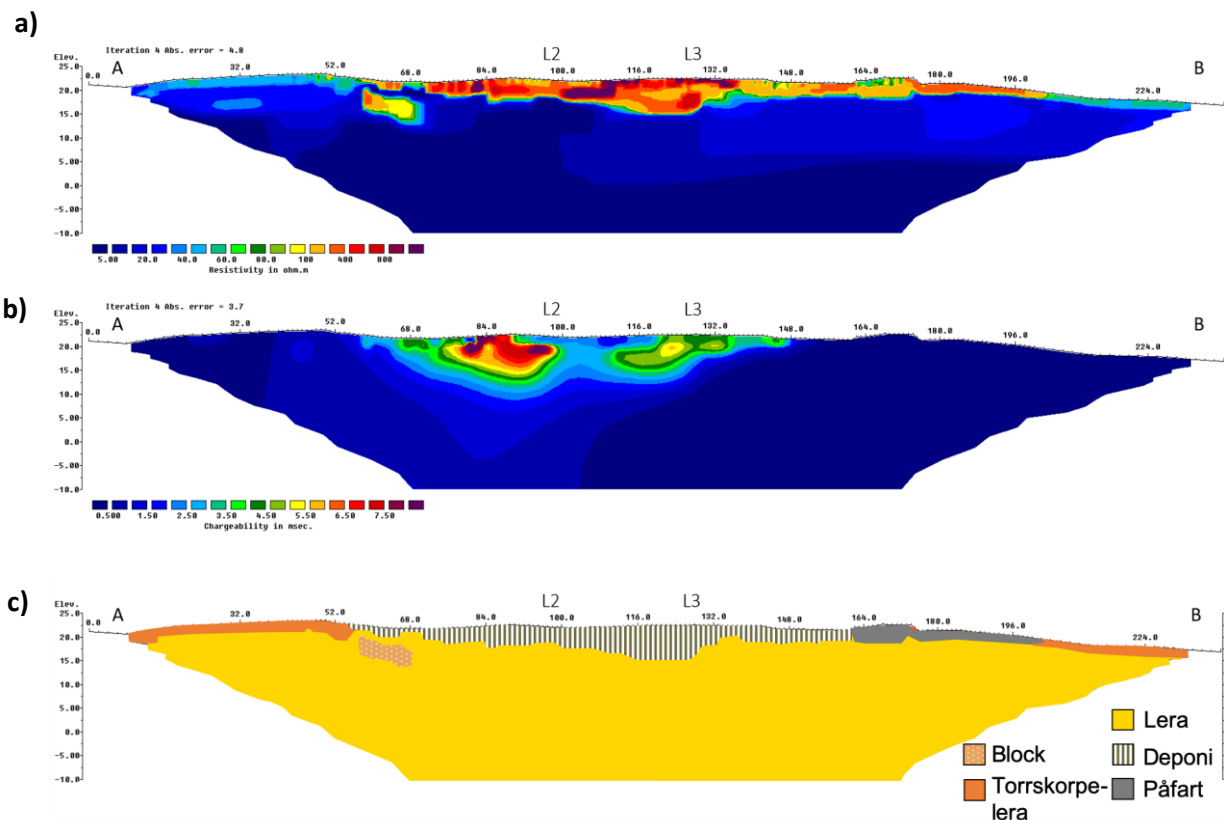 a)
Iteration 4 Abs. error = 4.8
Elev.
A L2 L3 B
0.0 32.0 52.0 68.0 84.0 100.0 116.0 132.0 148.0 164.0 180.0 196.0 224.0
25.0
20.0
15.0
10.0
5.00
0.0
-5.00
-10.0
5.00 20.0 40.0 60.0 80.0 100 400 800
Resistivity in ohm.m
b)
Iteration 4 Abs. error = 3.7
Elev.
A L2 L3 B
0.0 32.0 52.0 68.0 84.0 100.0 116.0 132.0 148.0 164.0 180.0 196.0 224.0
25.0
20.0
15.0
10.0
5.00
0.0
-5.00
-10.0
0.500 1.50 2.50 3.50 4.50 5.50 6.50 7.50
Chargeability in msec.
c)
Elev.
A L2 L3 B
0.0 32.0 52.0 68.0 84.0 100.0 116.0 132.0 148.0 164.0 180.0 196.0 224.0
25.0
20.0
15.0
10.0
5.00
0.0
-5.00
-10.0
Lera
Block
Deponi
Torrskorpe-
lera
Påfart